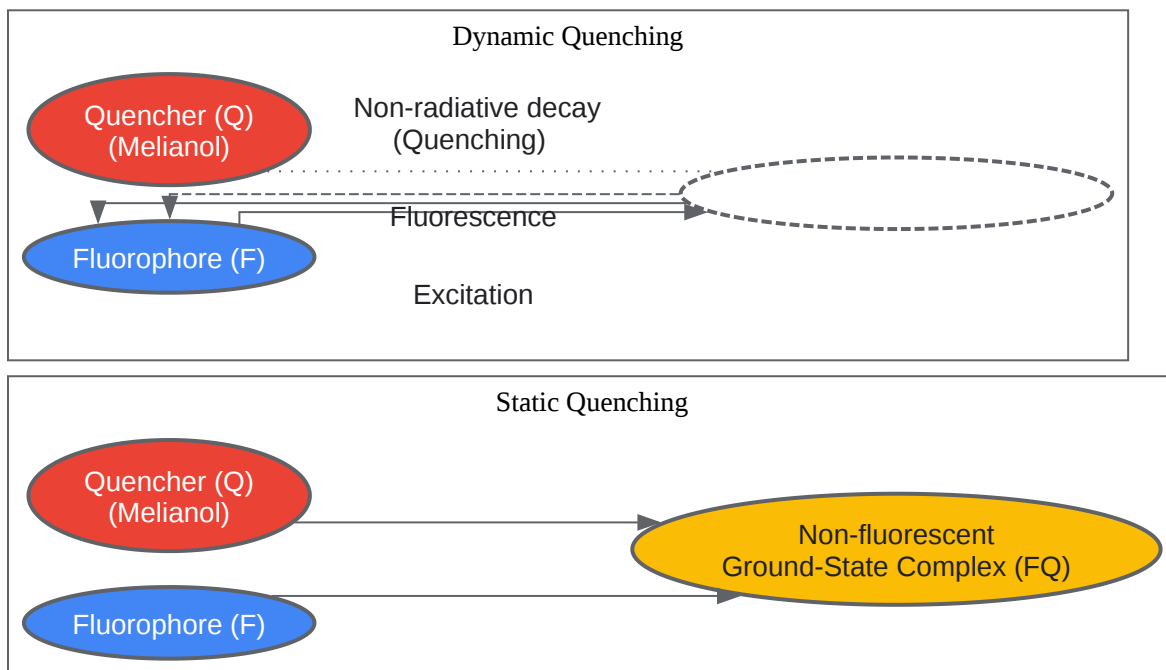 Dynamic Quenching
Quencher (Q)
(Melianol)
Non-radiative decay
(Quenching)
Fluorescence
Fluorophore (F)
Excitation
Static Quenching
Quencher (Q)
(Melianol)
Non-fluorescent
Ground-State Complex (FQ)
Fluorophore (F)